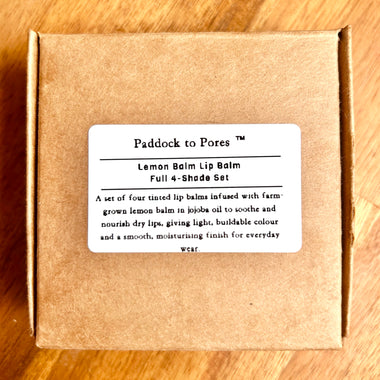 Paddock to Pores ™
Lemon Balm Lip Balm
Full 4-Shade Set
A set of four tinted lip balms infused with farm-
grown lemon balm in jojoba oil to soothe and
nourish dry lips, giving light, buildable colour
and a smooth, moisturising finish for everyday
wear.